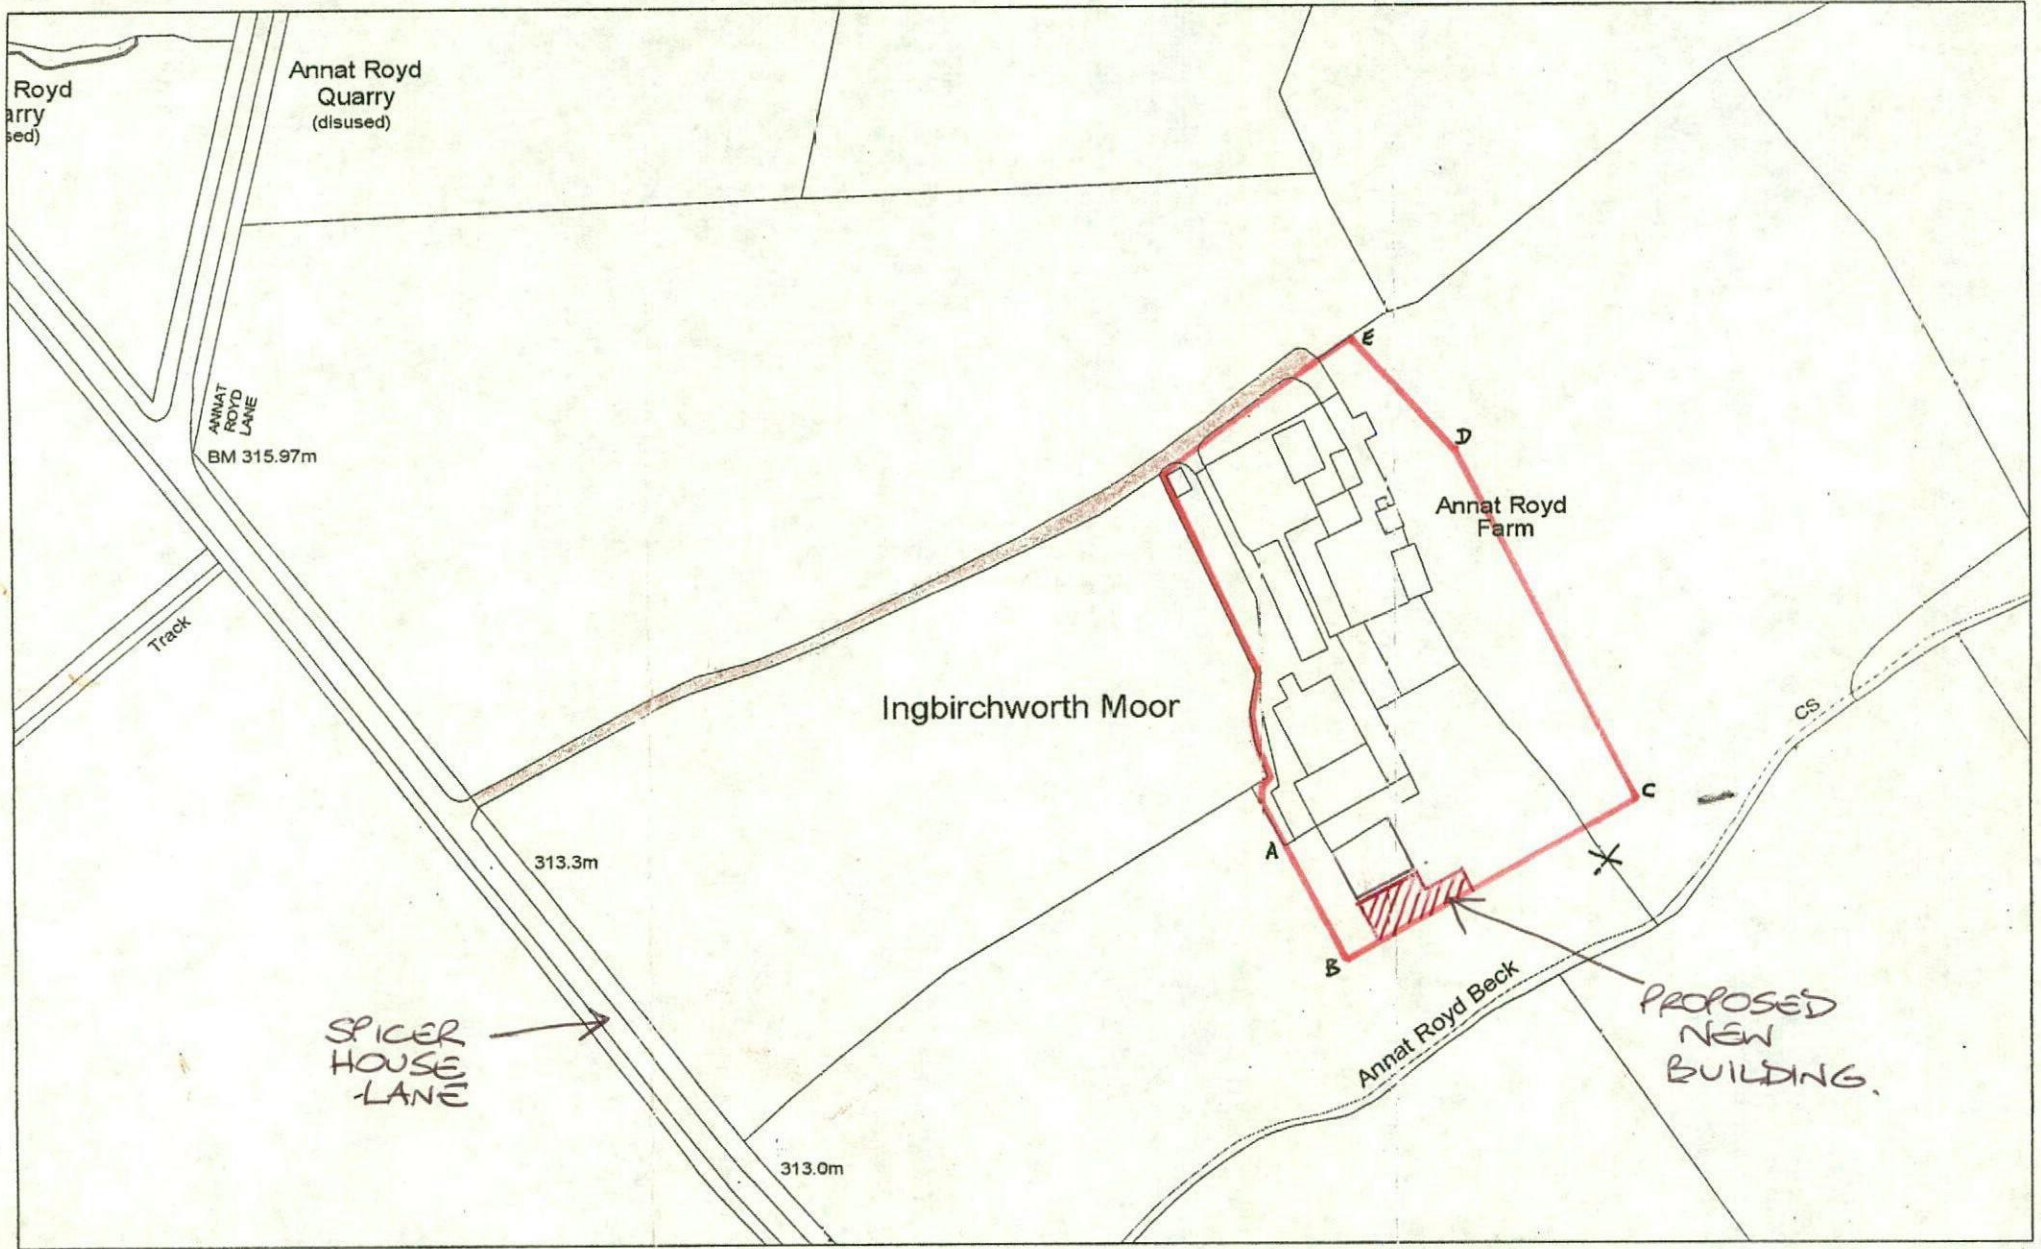 Royd
arry
sed)
Annat Royd
Quarry
(disused)
ANNAT
ROYD
LANE
BM 315.97m
Track
E
D
Annat Royd
Farm
Ingbirchworth Moor
CS
C
313.3m
A
B
Annat Royd Beck
SPICER
HOUSE
LANE
PROPOSED
NEW
BUILDING.
313.0m